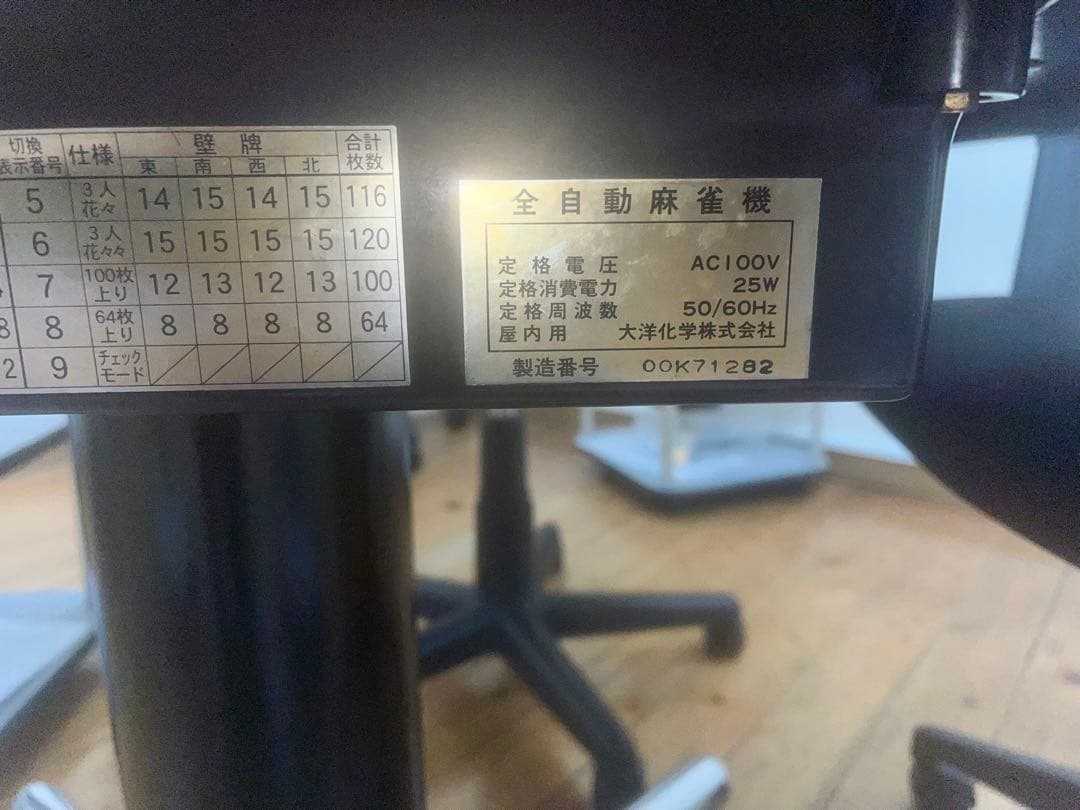 切換
表示番号 仕様 壁牌 合計
枚数
東 南 西 北
5 3人
花々 14 15 14 15 116
6 3人
花々々 15 15 15 15 120
7 100枚
上り 12 13 12 13 100
8 8 64枚
上り 8 8 8 8 64
2 9 チェック
モード
全自動麻雀機
定格電圧 AC100V
定格消費電力 25W
定格周波数 50/60Hz
屋内用 大洋化学株式会社
製造番号 00K71282